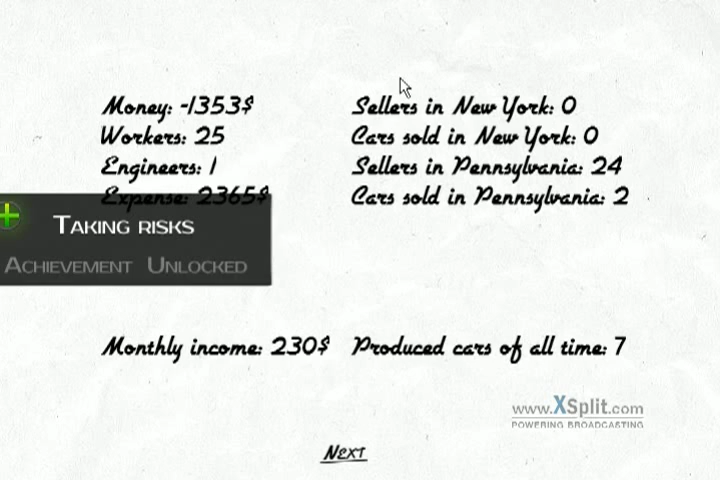 Money: -1353$
Workers: 25
Engineers: 1
Expense: 2365$
Sellers in New York: 0
Cars sold in New York: 0
Sellers in Pennsylvania: 24
Cars sold in Pennsylvania: 2
Taking risks
Achievement Unlocked
Monthly income: 230$
Produced cars of all time: 7
www.XSplit.com
POWERING BROADCASTING
Next